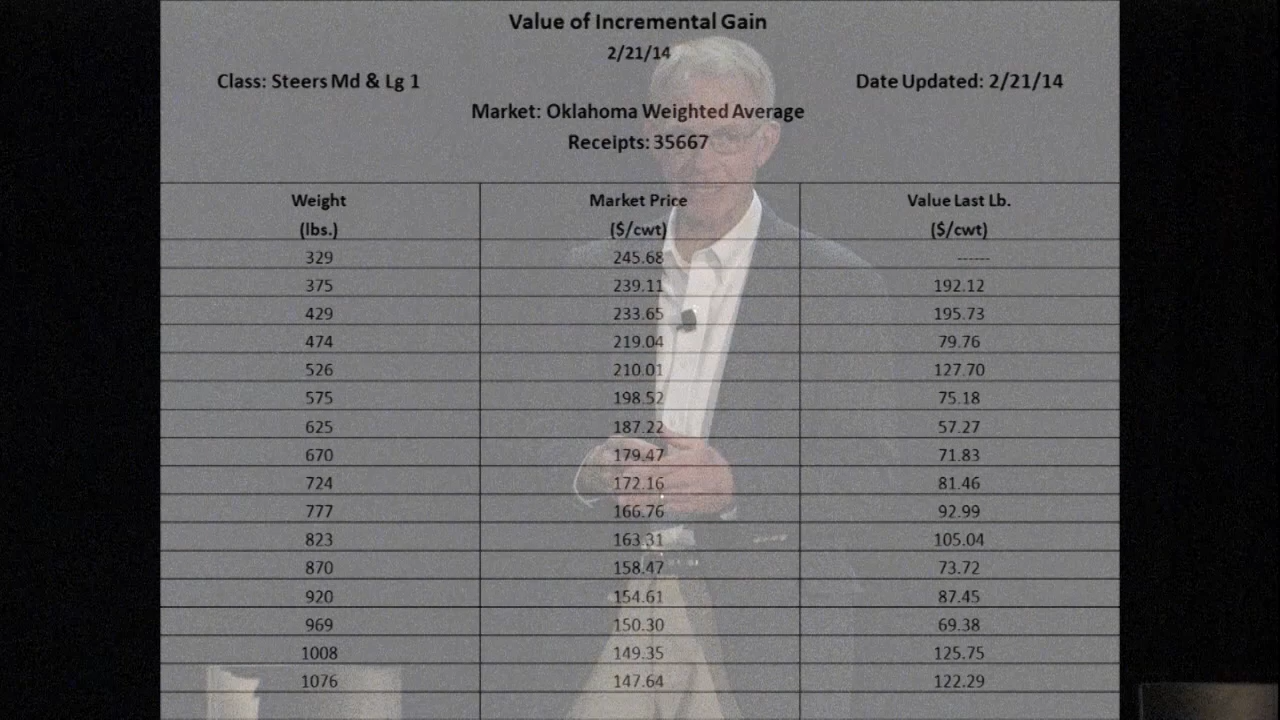 Value of Incremental Gain
2/21/14
Class: Steers Md & Lg 1 Date Updated: 2/21/14
Market: Oklahoma Weighted Average
Receipts: 35667
Weight Market Price Value Last Lb.
(lbs.) ($/cwt) ($/cwt)
329 245.68 ------
375 239.11 192.12
429 233.65 195.73
474 219.04 79.76
526 210.01 127.70
575 198.52 75.18
625 187.22 57.27
670 179.47 71.83
724 172.16 81.46
777 166.76 92.99
823 163.31 105.04
870 158.47 73.72
920 154.61 87.45
969 150.30 69.38
1008 149.35 125.75
1076 147.64 122.29